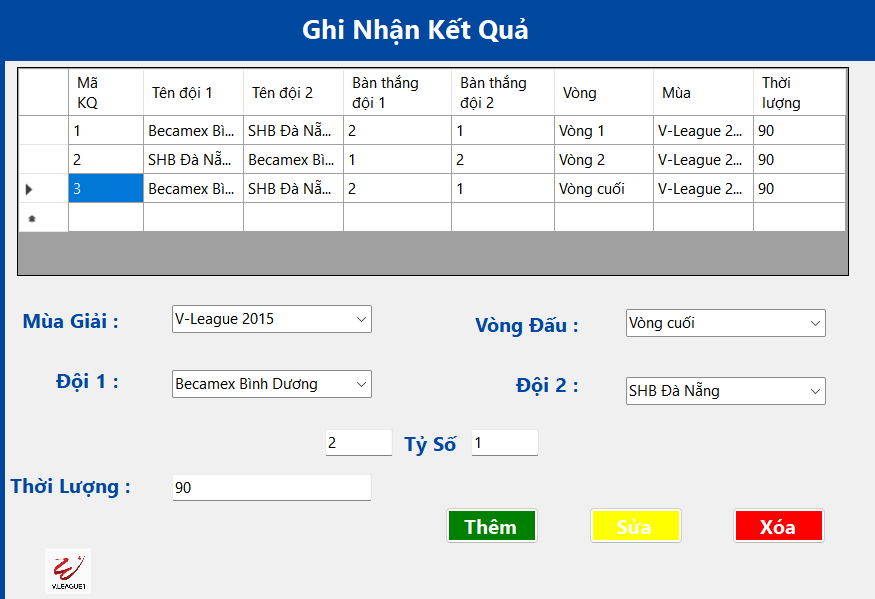 Ghi Nhận Kết Quả
Mã KQ Tên đội 1 Tên đội 2 Bàn thắng đội 1 Bàn thắng đội 2 Vòng Mùa Thời lượng
1 Becamex Bì... SHB Đà Nẵ... 2 1 Vòng 1 V-League 2... 90
2 SHB Đà Nẵ... Becamex Bì... 1 2 Vòng 2 V-League 2... 90
3 Becamex Bì... SHB Đà Nẵ... 2 1 Vòng cuối V-League 2... 90
Mùa Giải : V-League 2015 Vòng Đấu : Vòng cuối
Đội 1 : Becamex Bình Dương Đội 2 : SHB Đà Nẵng
2 Tỷ Số 1
Thời Lượng : 90
Thêm Sửa Xóa
V.LEAGUE1